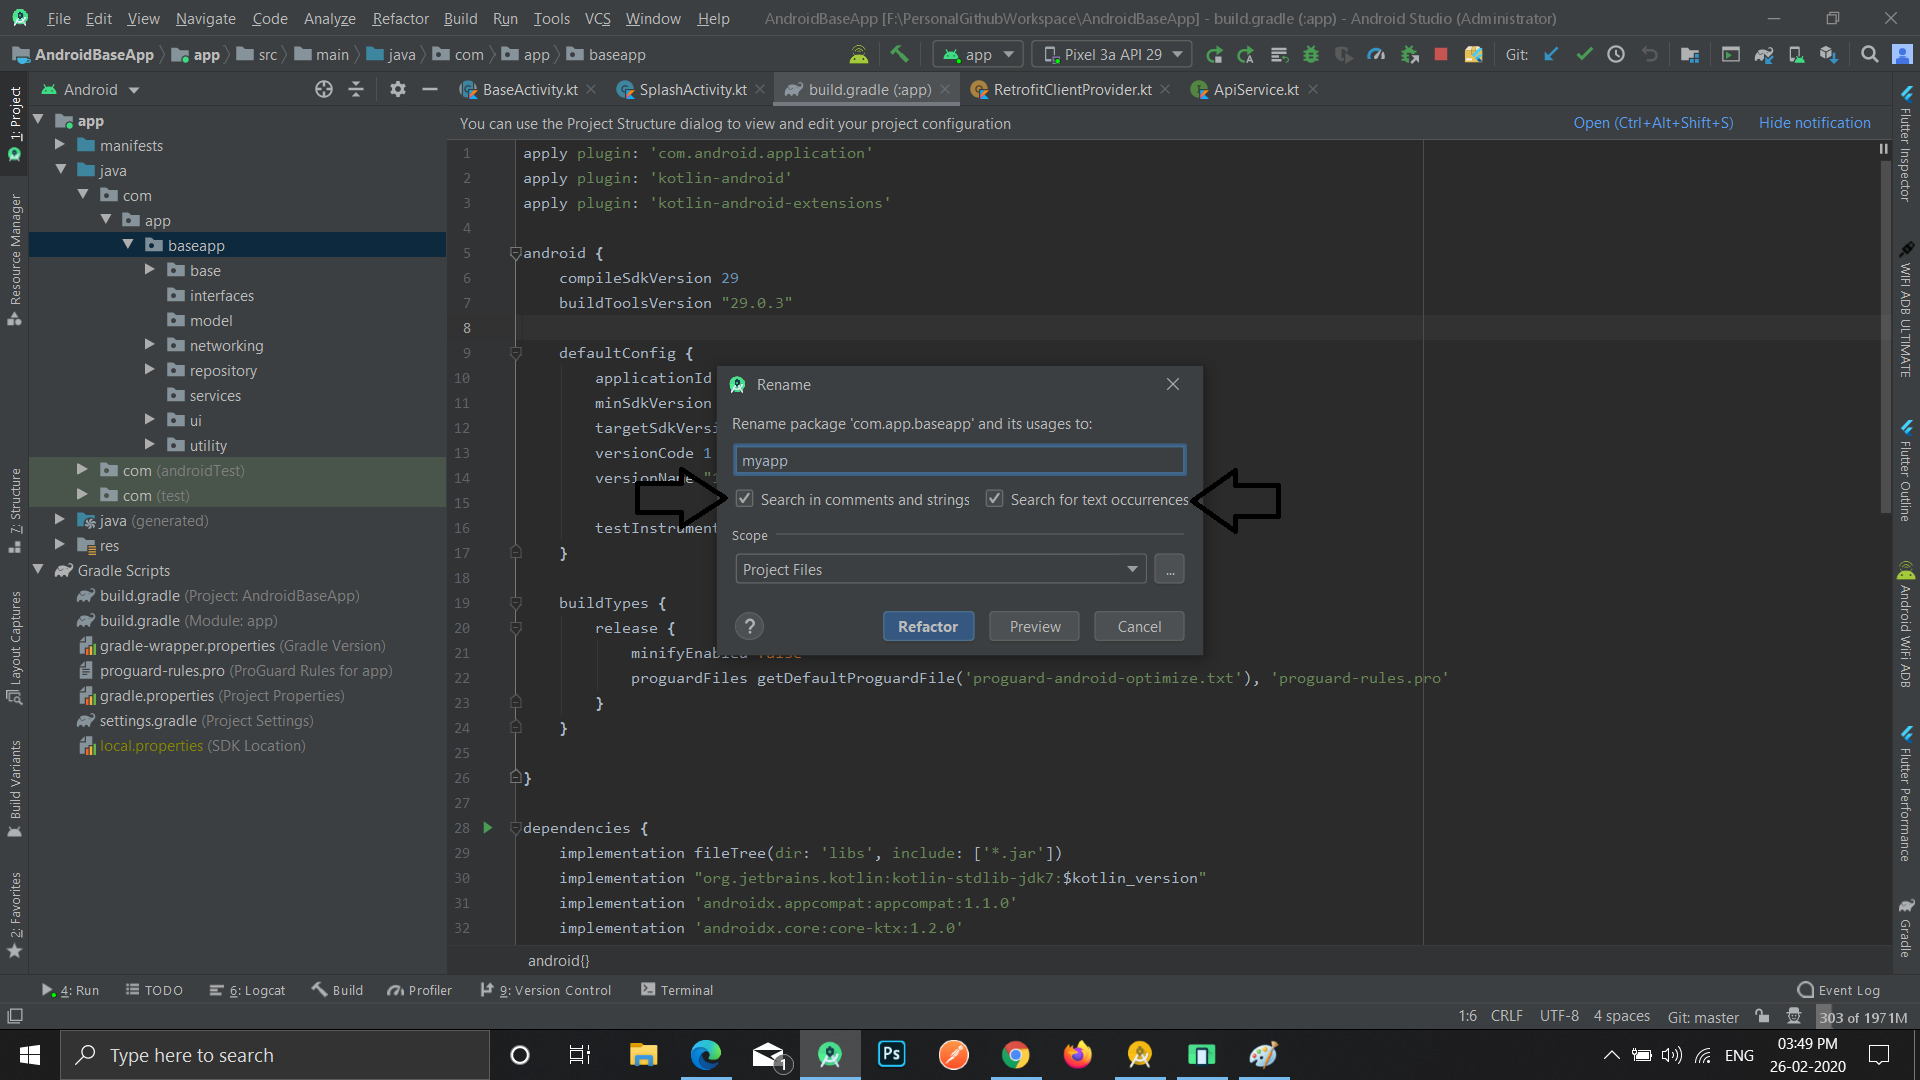 File Edit View Navigate Code Analyze Refactor Build Run Tools VCS Window Help AndroidBaseApp [F:\PersonalGithubWorkspace\AndroidBaseApp] - build.gradle (:app) - Android Studio (Administrator)
AndroidBaseApp app src main java com app baseapp app Pixel 3a API 29 Git:
Android BaseActivity.kt SplashActivity.kt build.gradle (:app) RetrofitClientProvider.kt ApiService.kt
You can use the Project Structure dialog to view and edit your project configuration Open (Ctrl+Alt+Shift+S) Hide notification
1: Project
Resource Manager
7: Structure
Layout Captures
Build Variants
2: Favorites
app
manifests
java
com
app
baseapp
base
interfaces
model
networking
repository
services
ui
utility
com (androidTest)
com (test)
java (generated)
res
Gradle Scripts
build.gradle (Project: AndroidBaseApp)
build.gradle (Module: app)
gradle-wrapper.properties (Gradle Version)
proguard-rules.pro (ProGuard Rules for app)
gradle.properties (Project Properties)
settings.gradle (Project Settings)
local.properties (SDK Location)
1 apply plugin: 'com.android.application'
2 apply plugin: 'kotlin-android'
3 apply plugin: 'kotlin-android-extensions'
4
5 android {
6 compileSdkVersion 29
7 buildToolsVersion "29.0.3"
8
9 defaultConfig {
10 applicationId
11 minSdkVersion
12 targetSdkVersi
13 versionCode 1
14 versionName
15
16 testInstrument
17 }
18
19 buildTypes {
20 release {
21 minifyEnabled false
22 proguardFiles getDefaultProguardFile('proguard-android-optimize.txt'), 'proguard-rules.pro'
23 }
24 }
25
26 }
27
28 dependencies {
29 implementation fileTree(dir: 'libs', include: ['*.jar'])
30 implementation "org.jetbrains.kotlin:kotlin-stdlib-jdk7:$kotlin_version"
31 implementation 'androidx.appcompat:appcompat:1.1.0'
32 implementation 'androidx.core:core-ktx:1.2.0'
android{}
Rename
Rename package 'com.app.baseapp' and its usages to:
myapp
Search in comments and strings Search for text occurrences
Scope
Project Files ...
? Refactor Preview Cancel
Flutter Inspector
WIFI ADB ULTIMATE
Flutter Outline
Android WiFi ADB
Flutter Performance
Gradle
4: Run TODO 6: Logcat Build Profiler 9: Version Control Terminal Event Log
1:6 CRLF UTF-8 4 spaces Git: master 303 of 1971M
Type here to search 1 Ps ENG 03:49 PM
26-02-2020